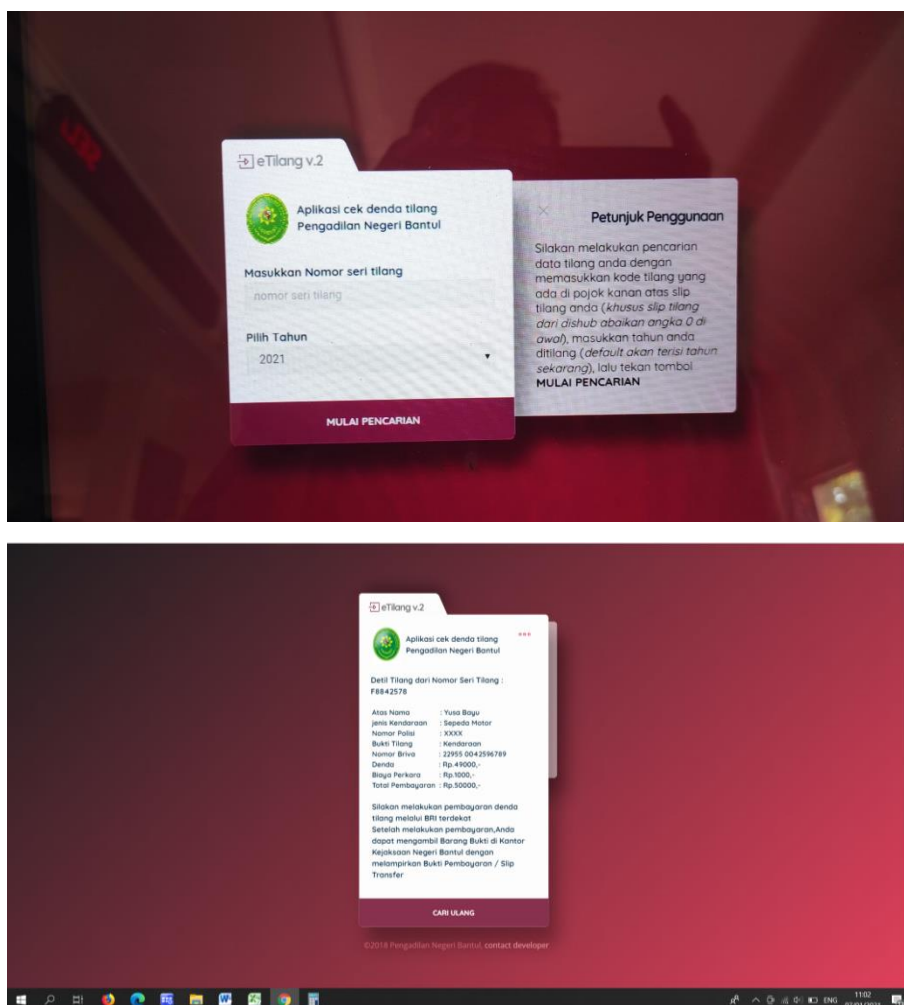 eTilang v.2
Aplikasi cek denda tilang
Pengadilan Negeri Bantul
Masukkan Nomor seri tilang
nomor seri tilang
Pilih Tahun
2021
MULAI PENCARIAN
Petunjuk Penggunaan
Silakan melakukan pencarian
data tilang anda dengan
memasukkan kode tilang yang
ada di pojok kanan atas slip
tilang anda (khusus slip tilang
dari dishub abaikan angka 0 di
awal), masukkan tahun anda
ditilang (default akan terisi tahun
sekarang), lalu tekan tombol
MULAI PENCARIAN
eTilang v.2
Aplikasi cek denda tilang
Pengadilan Negeri Bantul
Detil Tilang dari Nomor Seri Tilang :
F8842578
Atas Nama : Yusa Bayu
jenis Kendaraan : Sepeda Motor
Nomor Polisi : XXXX
Bukti Tilang : Kendaraan
Nomor Briva : 22955 0042596789
Denda : Rp.49000,-
Biaya Perkara : Rp.1000,-
Total Pembayaran : Rp.50000,-
Silakan melakukan pembayaran denda
tilang melalui BRI terdekat
Setelah melakukan pembayaran,Anda
dapat mengambil Barang Bukti di Kantor
Kejaksaan Negeri Bantul dengan
melampirkan Bukti Pembayaran / Slip
Transfer
CARI ULANG
©2018 Pengadilan Negeri Bantul, contact developer
ENG
11:02